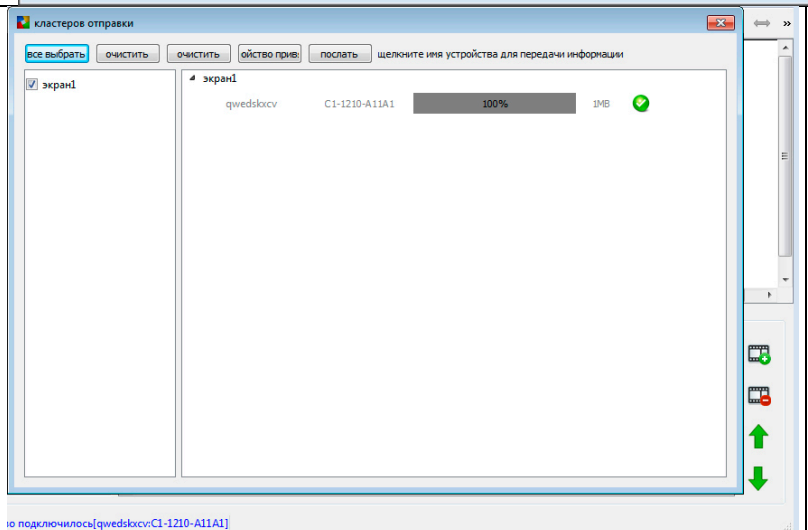 кластеров отправки
все выбрать очистить очистить ойство прив: послать щелкните имя устройства для передачи информации
экран1
экран1
qwedskxcv C1-1210-A11A1 100% 1MB
во подключилось[qwedskxcv:C1-1210-A11A1]